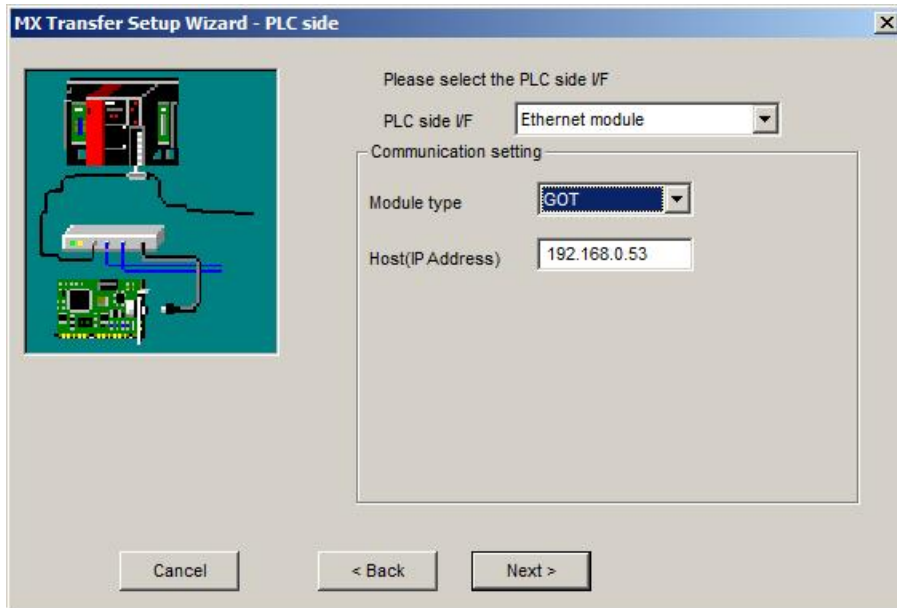 MX Transfer Setup Wizard - PLC side
Please select the PLC side I/F
PLC side I/F Ethernet module
Communication setting
Module type GOT
Host(IP Address) 192.168.0.53
Cancel < Back Next >